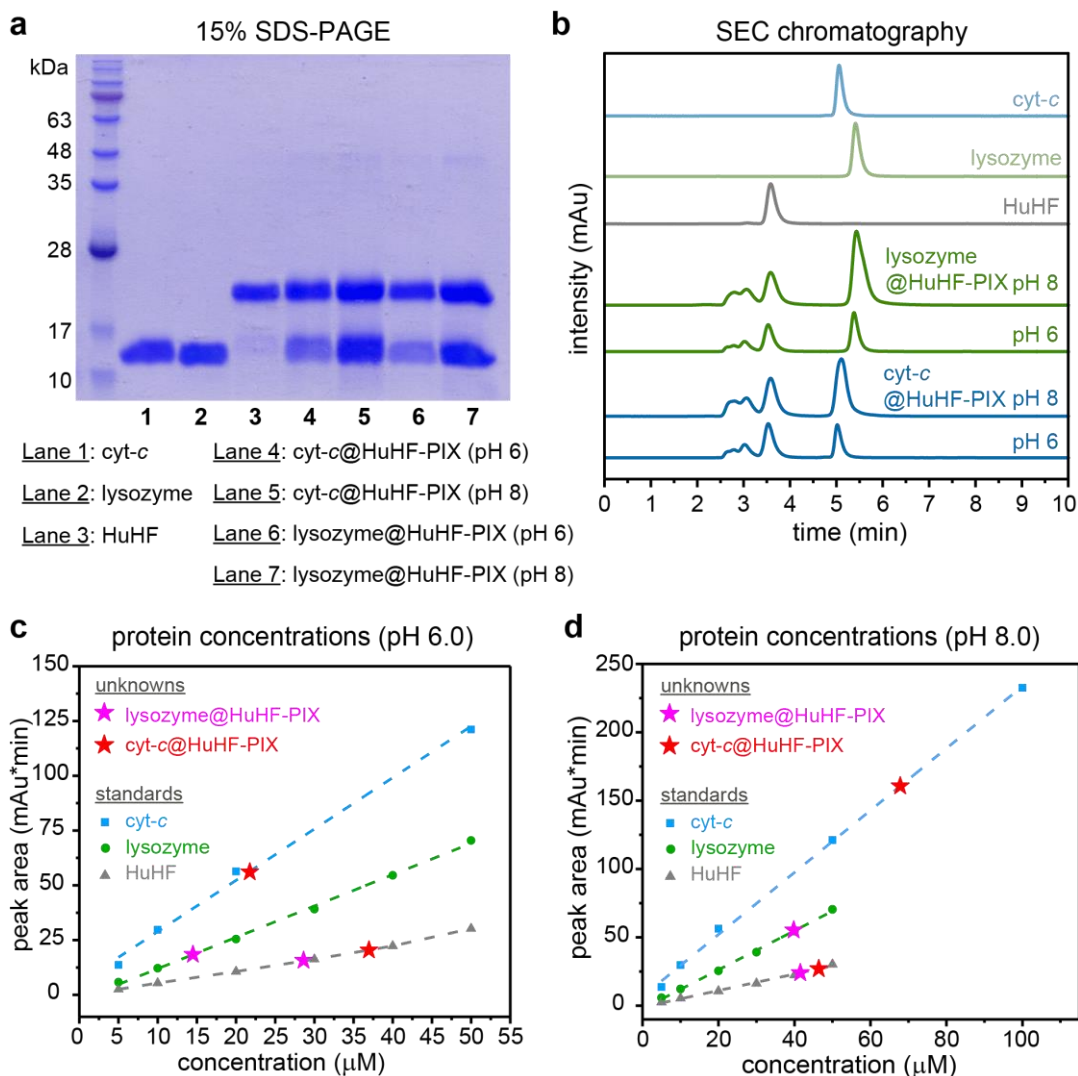 a
15% SDS-PAGE
kDa
63
48
35
28
17
10
1 2 3 4 5 6 7
Lane 1: cyt-c
Lane 2: lysozyme
Lane 3: HuHF
Lane 4: cyt-c@HuHF-PIX (pH 6)
Lane 5: cyt-c@HuHF-PIX (pH 8)
Lane 6: lysozyme@HuHF-PIX (pH 6)
Lane 7: lysozyme@HuHF-PIX (pH 8)
b
SEC chromatography
intensity (mAu)
cyt-c
lysozyme
HuHF
lysozyme
@HuHF-PIX pH 8
pH 6
cyt-c
@HuHF-PIX pH 8
pH 6
0 1 2 3 4 5 6 7 8 9 10
time (min)
c
protein concentrations (pH 6.0)
peak area (mAu*min)
150
125
100
75
50
25
0
unknowns
lysozyme@HuHF-PIX
cyt-c@HuHF-PIX
standards
cyt-c
lysozyme
HuHF
0 5 10 15 20 25 30 35 40 45 50 55
concentration (μM)
d
protein concentrations (pH 8.0)
peak area (mAu*min)
250
200
150
100
50
0
unknowns
lysozyme@HuHF-PIX
cyt-c@HuHF-PIX
standards
cyt-c
lysozyme
HuHF
0 20 40 60 80 100
concentration (μM)